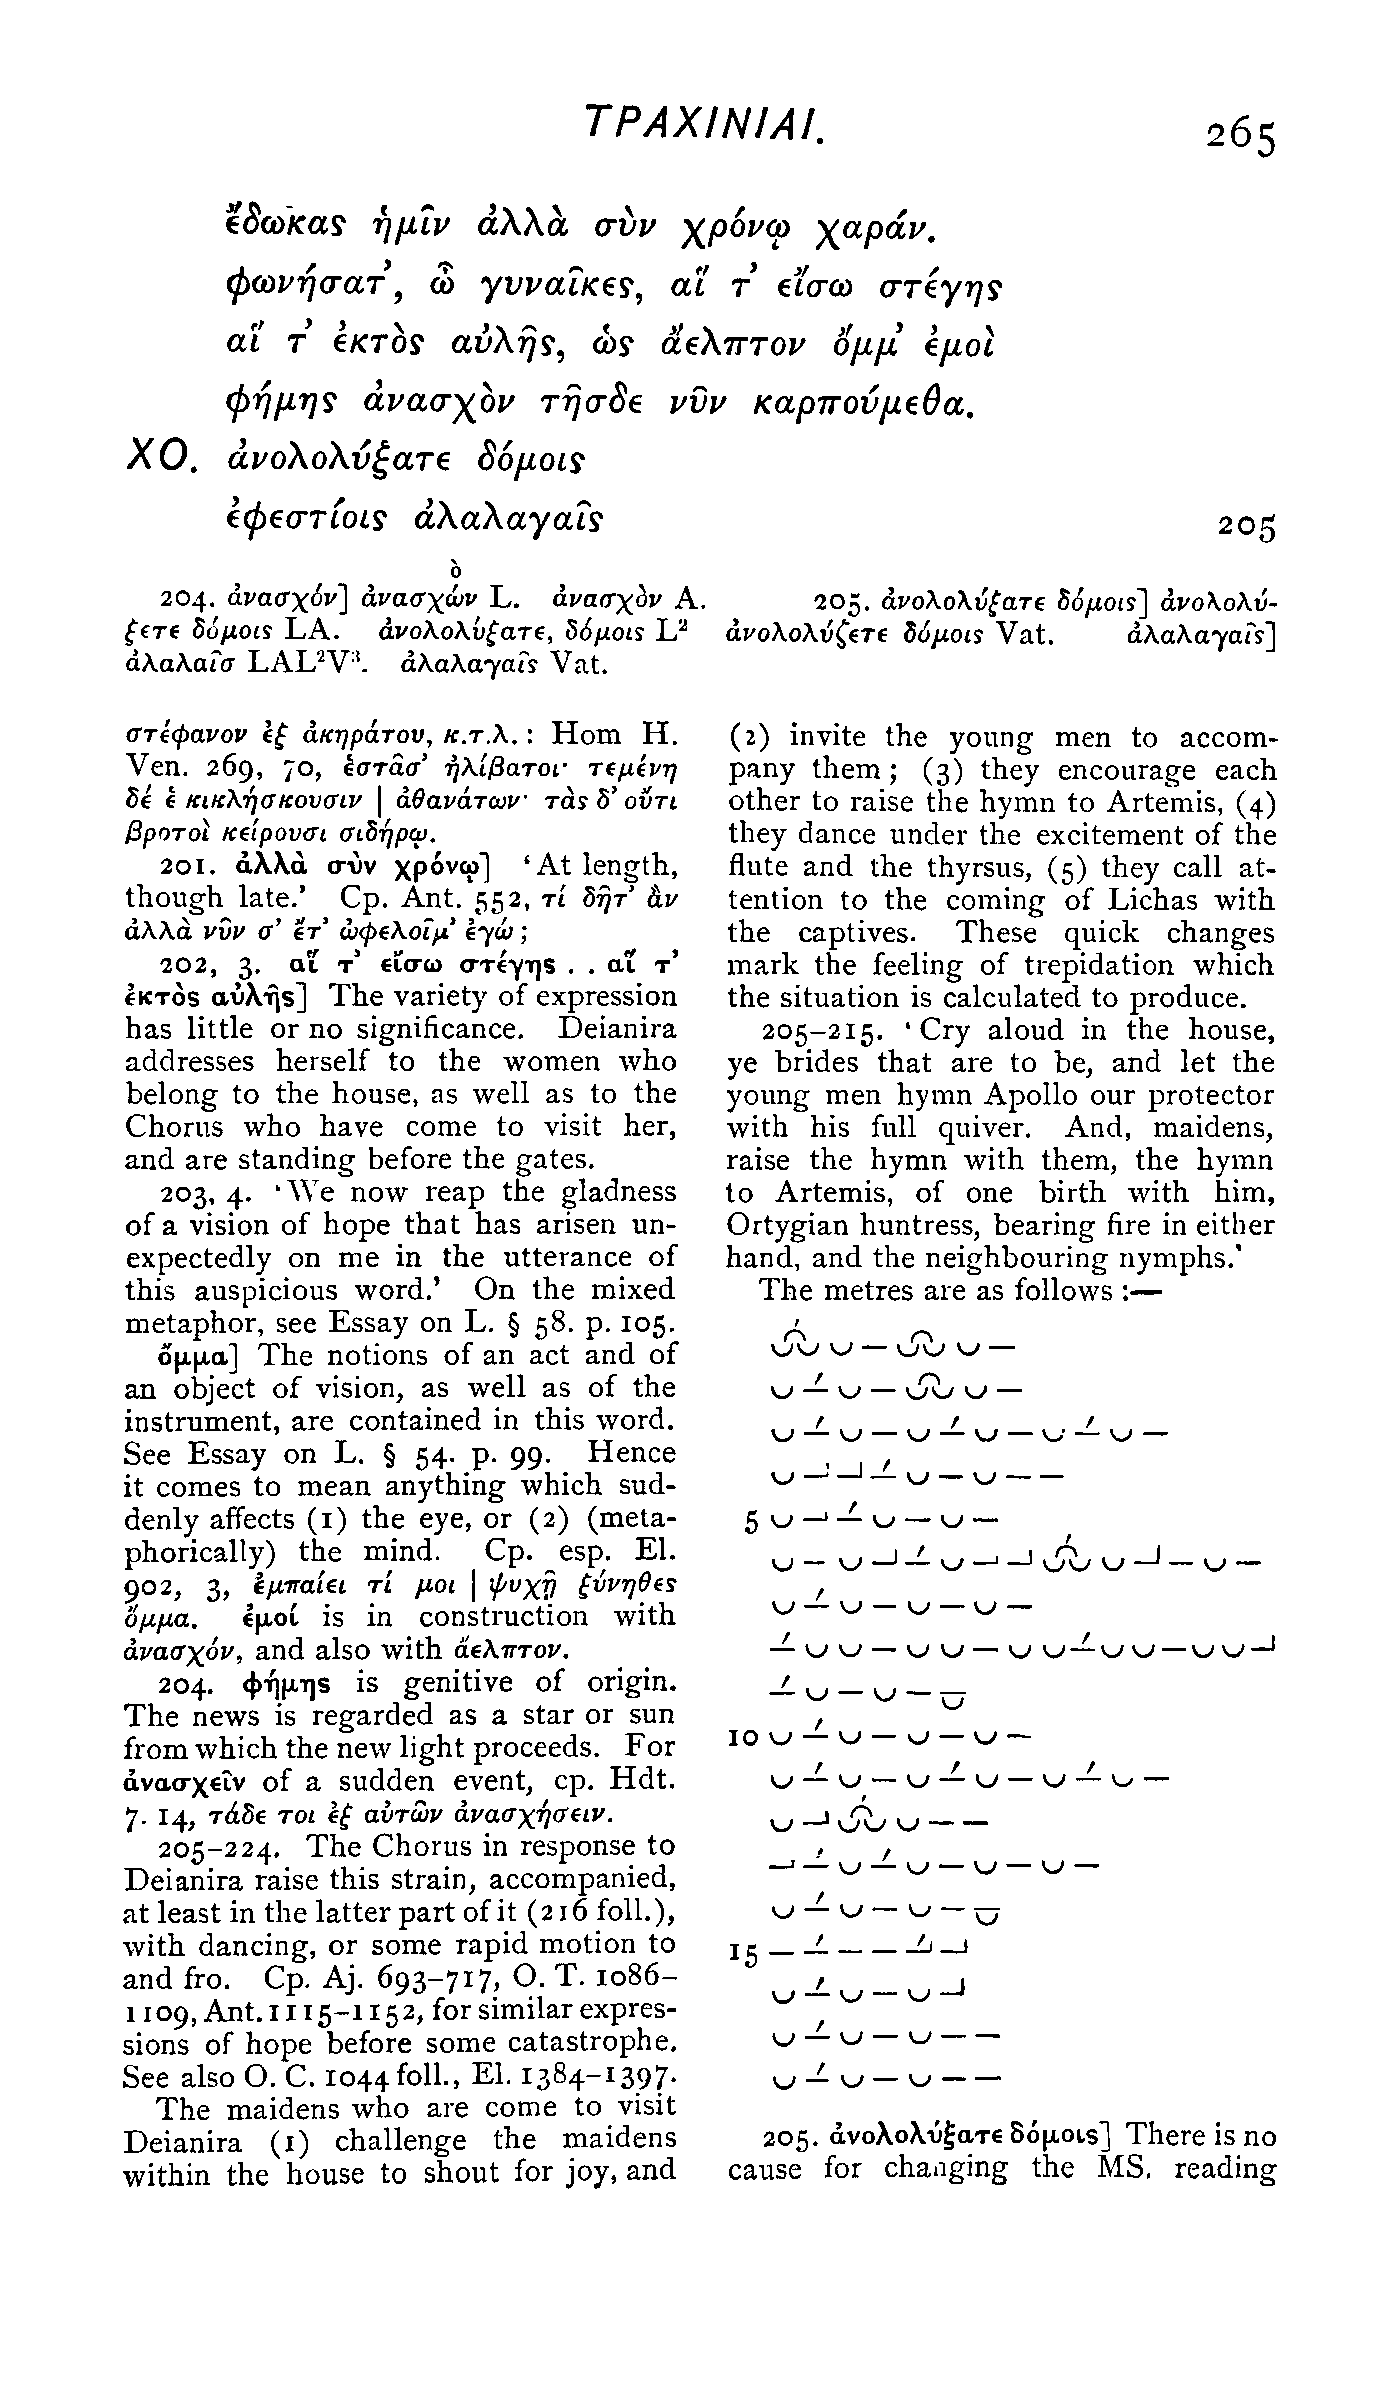 ΤΡΑΧΙΝΙΑΙ.
265
ἔδωκας ἡμῖν ἀλλὰ σὺν χρόνῳ χαράν.
φωνήσατ᾽, ὦ γυναῖκες, αἵ τ᾽ εἴσω στέγης
αἵ τ᾽ ἐκτὸς αὐλῆς, ὡς ἄελπτον ὄμμ᾽ ἐμοὶ
φήμης ἀνασχὸν τῆσδε νῦν καρπούμεθα.
ΧΟ. ἀνολολύξατε δόμοις
ἐφεστίοις ἀλαλαγαῖς
205
ὸ
204. ἀνασχόν] ἀνασχών L. ἀνασχὸν A. 205. ἀνολολύξατε δόμοις] ἀνολολύ-
ξετε δόμοις LA. ἀνολολύξατε, δόμοις L² ἀνολολύζετε δόμοις Vat. ἀλαλαγαῖς]
ἀλαλαῖσ LAL²V³. ἀλαλαγαῖς Vat.
στέφανον ἐξ ἀκηράτου, κ.τ.λ.: Hom H.
Ven. 269, 70, ἑστᾶσ᾽ ἠλίβατοι· τεμένη
δέ ἑ κικλήσκουσιν | ἀθανάτων· τὰς δ᾽ οὔτι
βροτοὶ κείρουσι σιδήρῳ.
201. ἀλλὰ σὺν χρόνῳ] ‘At length,
though late.’ Cp. Ant. 552, τί δῆτ᾽ ἂν
ἀλλὰ νῦν σ᾽ ἔτ᾽ ὠφελοῖμ᾽ ἐγώ;
202, 3. αἵ τ᾽ εἴσω στέγης . . αἵ τ᾽
ἐκτὸς αὐλῆς] The variety of expression
has little or no significance. Deianira
addresses herself to the women who
belong to the house, as well as to the
Chorus who have come to visit her,
and are standing before the gates.
203, 4. ‘We now reap the gladness
of a vision of hope that has arisen un-
expectedly on me in the utterance of
this auspicious word.’ On the mixed
metaphor, see Essay on L. § 58. p. 105.
ὄμμα] The notions of an act and of
an object of vision, as well as of the
instrument, are contained in this word.
See Essay on L. § 54. p. 99. Hence
it comes to mean anything which sud-
denly affects (1) the eye, or (2) (meta-
phorically) the mind. Cp. esp. El.
902, 3, ἐμπαίει τί μοι | ψυχῇ ξύνηθες
ὄμμα. ἐμοί is in construction with
ἀνασχόν, and also with ἄελπτον.
204. φήμης is genitive of origin.
The news is regarded as a star or sun
from which the new light proceeds. For
ἀνασχεῖν of a sudden event, cp. Hdt.
7. 14, τάδε τοι ἐξ αὐτῶν ἀνασχήσειν.
205-224. The Chorus in response to
Deianira raise this strain, accompanied,
at least in the latter part of it (216 foll.),
with dancing, or some rapid motion to
and fro. Cp. Aj. 693-717, O. T. 1086-
1109, Ant. 1115-1152, for similar expres-
sions of hope before some catastrophe.
See also O. C. 1044 foll., El. 1384-1397.
The maidens who are come to visit
Deianira (1) challenge the maidens
within the house to shout for joy, and
(2) invite the young men to accom-
pany them; (3) they encourage each
other to raise the hymn to Artemis, (4)
they dance under the excitement of the
flute and the thyrsus, (5) they call at-
tention to the coming of Lichas with
the captives. These quick changes
mark the feeling of trepidation which
the situation is calculated to produce.
205-215. ‘Cry aloud in the house,
ye brides that are to be, and let the
young men hymn Apollo our protector
with his full quiver. And, maidens,
raise the hymn with them, the hymn
to Artemis, of one birth with him,
Ortygian huntress, bearing fire in either
hand, and the neighbouring nymphs.’
The metres are as follows:—
5
10
15
205. ἀνολολύξατε δόμοις] There is no
cause for changing the MS. reading